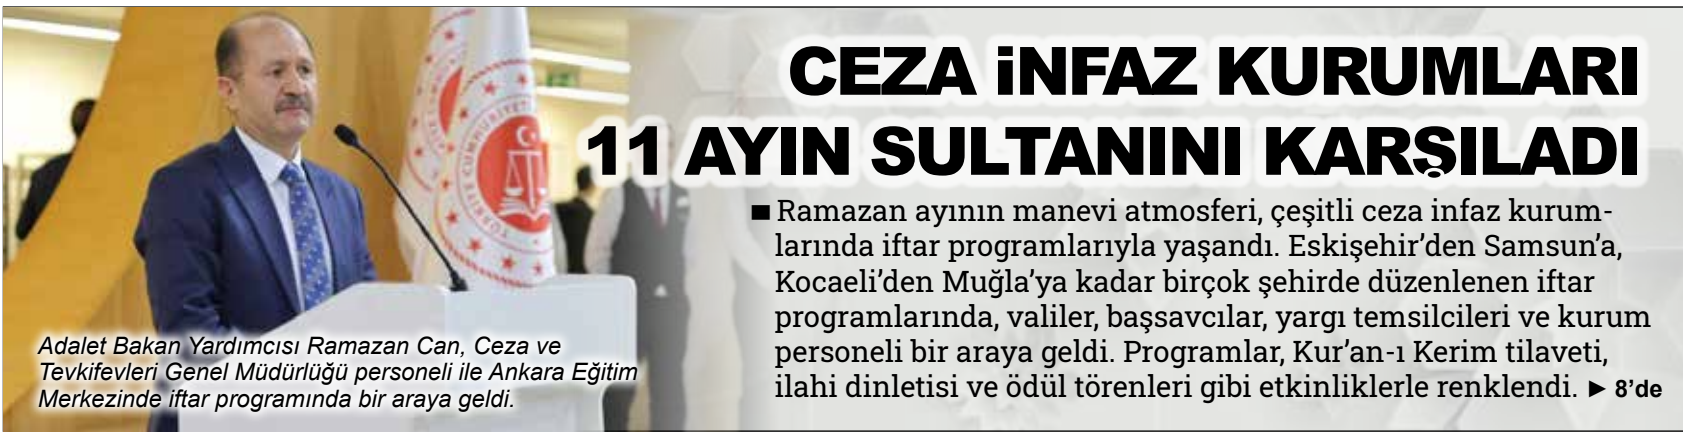 CEZA iNFAZ KURUMLARI
11 AYIN SULTANINI KARŞILADI
■ Ramazan ayının manevi atmosferi, çeşitli ceza infaz kurum-
larında iftar programlarıyla yaşandı. Eskişehir’den Samsun’a,
Kocaeli’den Muğla’ya kadar birçok şehirde düzenlenen iftar
programlarında, valiler, başsavcılar, yargı temsilcileri ve kurum
personeli bir araya geldi. Programlar, Kur’an-ı Kerim tilaveti,
ilahi dinletisi ve ödül törenleri gibi etkinliklerle renklendi. ► 8’de
Adalet Bakan Yardımcısı Ramazan Can, Ceza ve
Tevkifevleri Genel Müdürlüğü personeli ile Ankara Eğitim
Merkezinde iftar programında bir araya geldi.